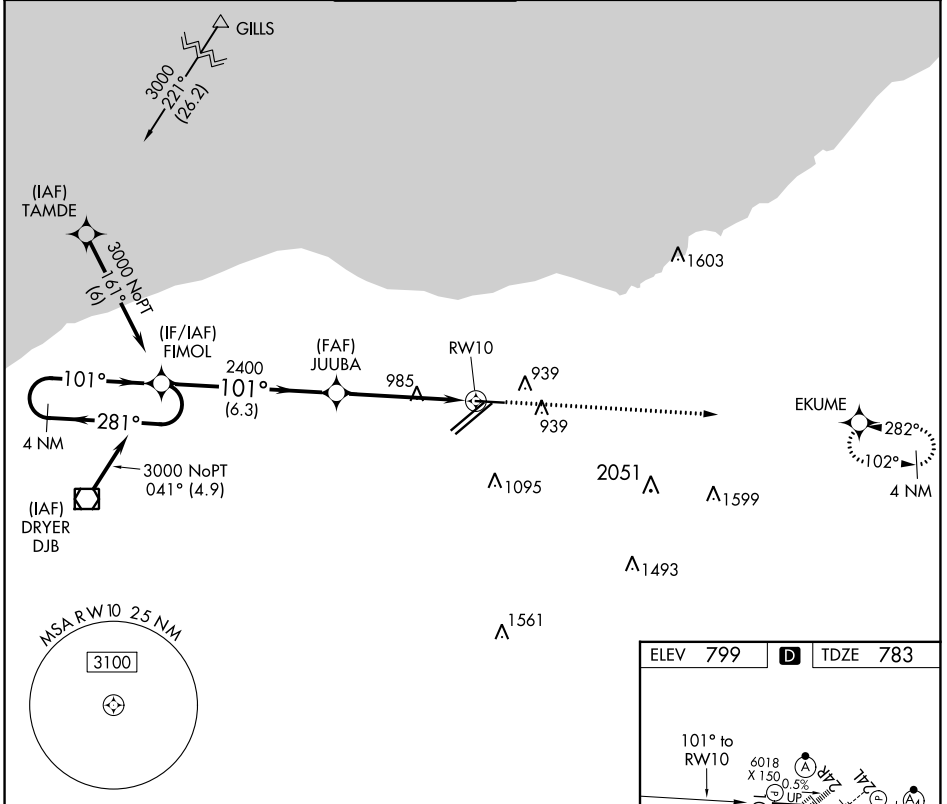 GILLS
3000
221°
(26.2)
(IAF)
TAMDE
3000 NoPT
161°
(6)
1603
(IF/IAF)
FIMOL
2400
101°
(6.3)
(FAF)
JUUBA
985
RW10
939
939
101°
281°
4 NM
EKUME
282°
102°
4 NM
3000 NoPT
041° (4.9)
(IAF)
DRYER
DJB
1095
2051
1599
1493
1561
MSA RW10 25 NM
3100
ELEV 799 D TDZE 783
101° to
RW10
6018
X 150
0.5%
UP
A
24R
24L
P
P